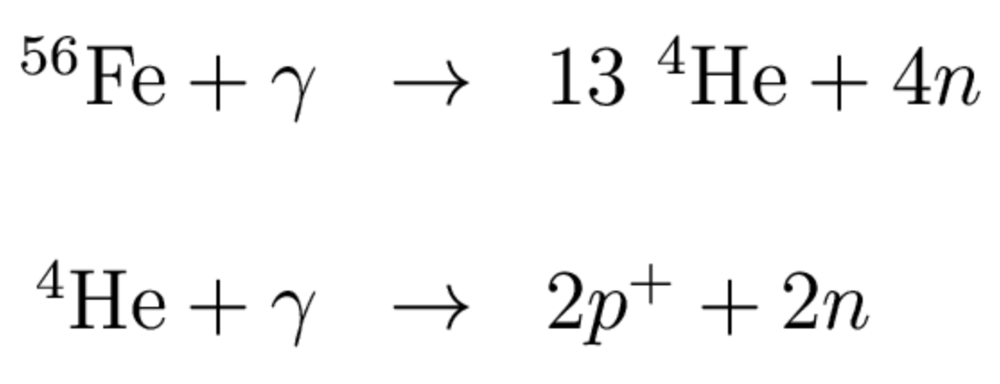 ⁵⁶Fe + γ → 13 ⁴He + 4n
⁴He + γ → 2p⁺ + 2n